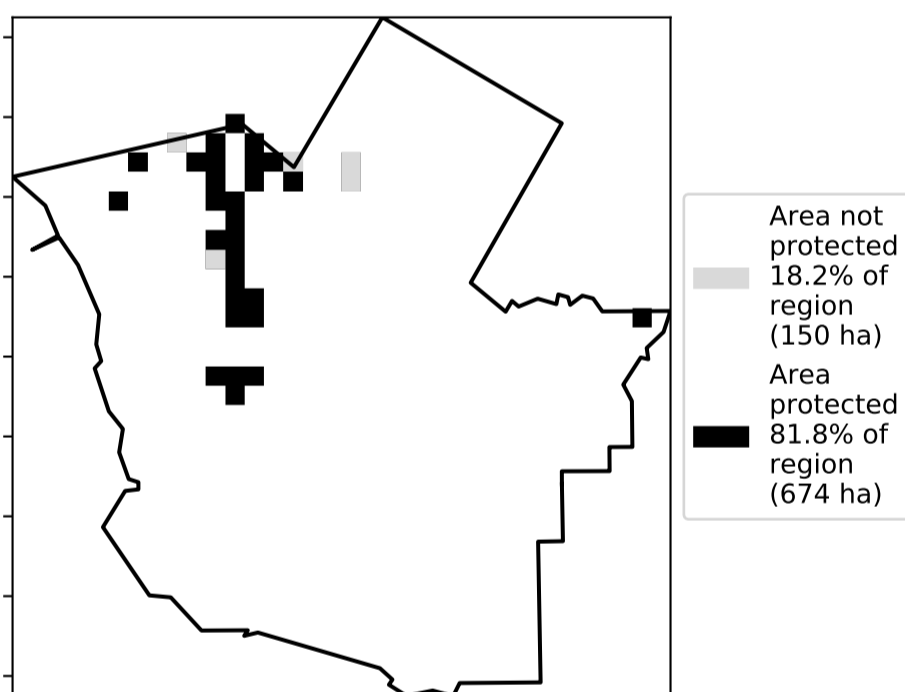 Area not
protected
18.2% of
region
(150 ha)
Area
protected
81.8% of
region
(674 ha)